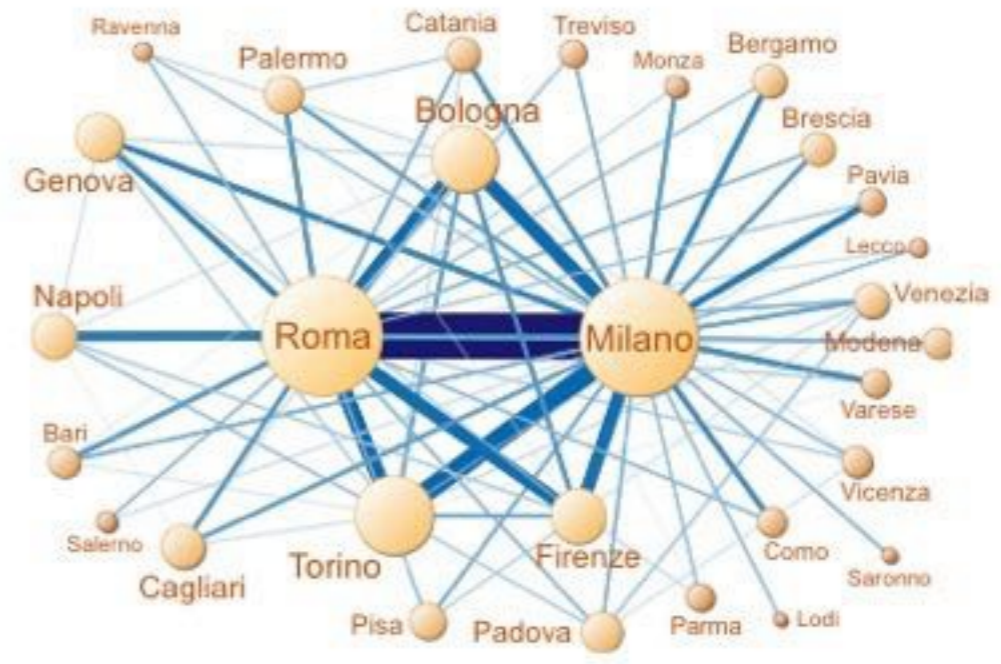 Ravenna
Catania
Treviso
Palermo
Monza
Bergamo
Bologna
Brescia
Genova
Pavia
Lecco
Napoli
Venezia
Roma
Milano
Modena
Varese
Bari
Vicenza
Salerno
Torino
Firenze
Como
Cagliari
Saronno
Pisa
Padova
Parma
Lodi